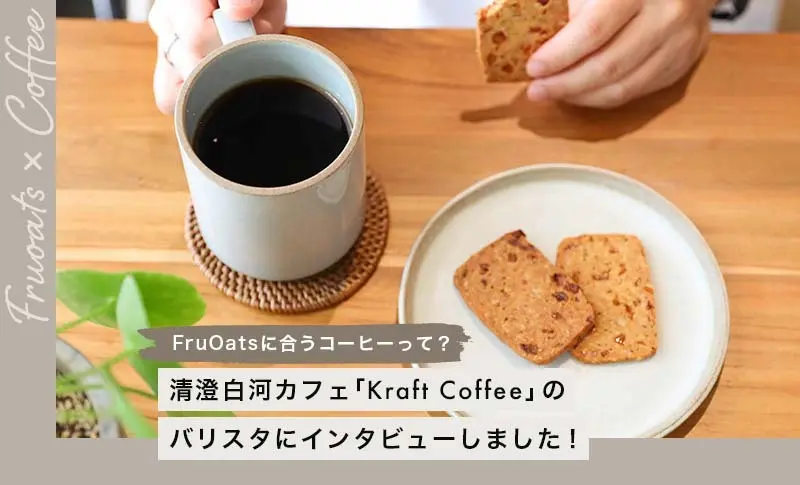 Fruoats × Coffee
FruOatsに合うコーヒーって？
清澄白河カフェ「Kraft Coffee」の
バリスタにインタビューしました！